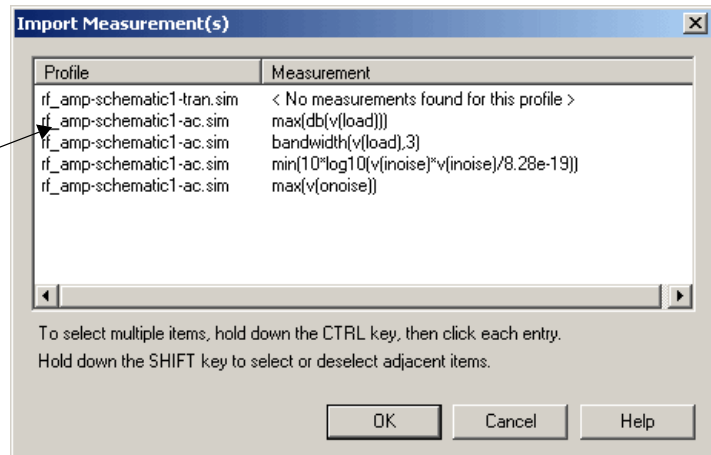 Import Measurement(s)
Profile Measurement
rf_amp-schematic1-tran.sim < No measurements found for this profile >
rf_amp-schematic1-ac.sim max(db(v(load)))
rf_amp-schematic1-ac.sim bandwidth(v(load),3)
rf_amp-schematic1-ac.sim min(10*log10(v(inoise)*v(inoise)/8.28e-19))
rf_amp-schematic1-ac.sim max(v(onoise))
To select multiple items, hold down the CTRL key, then click each entry.
Hold down the SHIFT key to select or deselect adjacent items.
OK Cancel Help